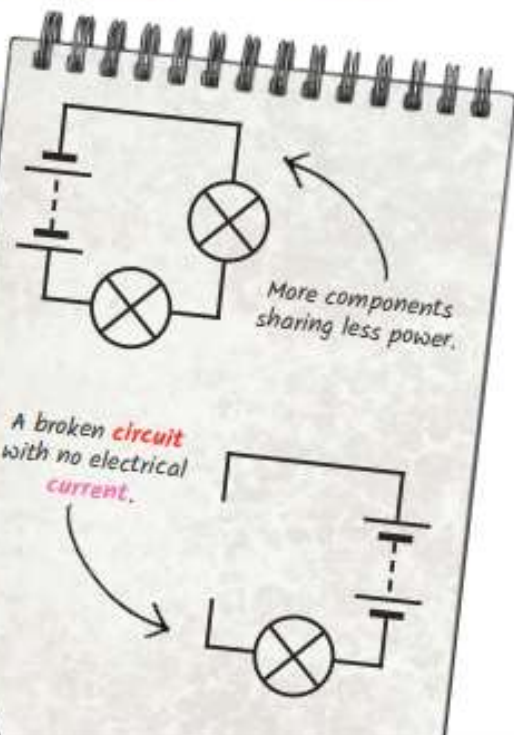 More components
sharing less power.
A broken circuit
with no electrical
current.